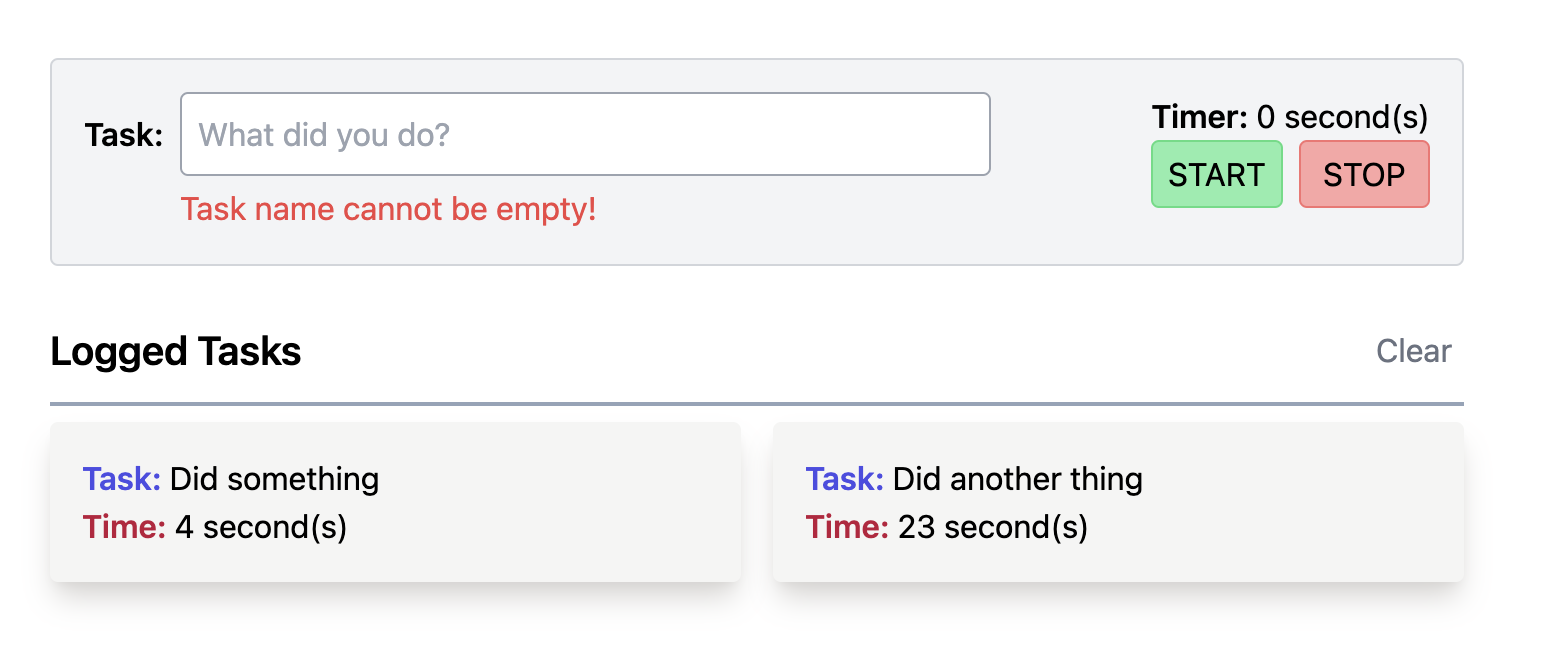 Task: What did you do?
Task name cannot be empty!
Timer: 0 second(s)
START STOP
Logged Tasks
Clear
Task: Did something
Time: 4 second(s)
Task: Did another thing
Time: 23 second(s)